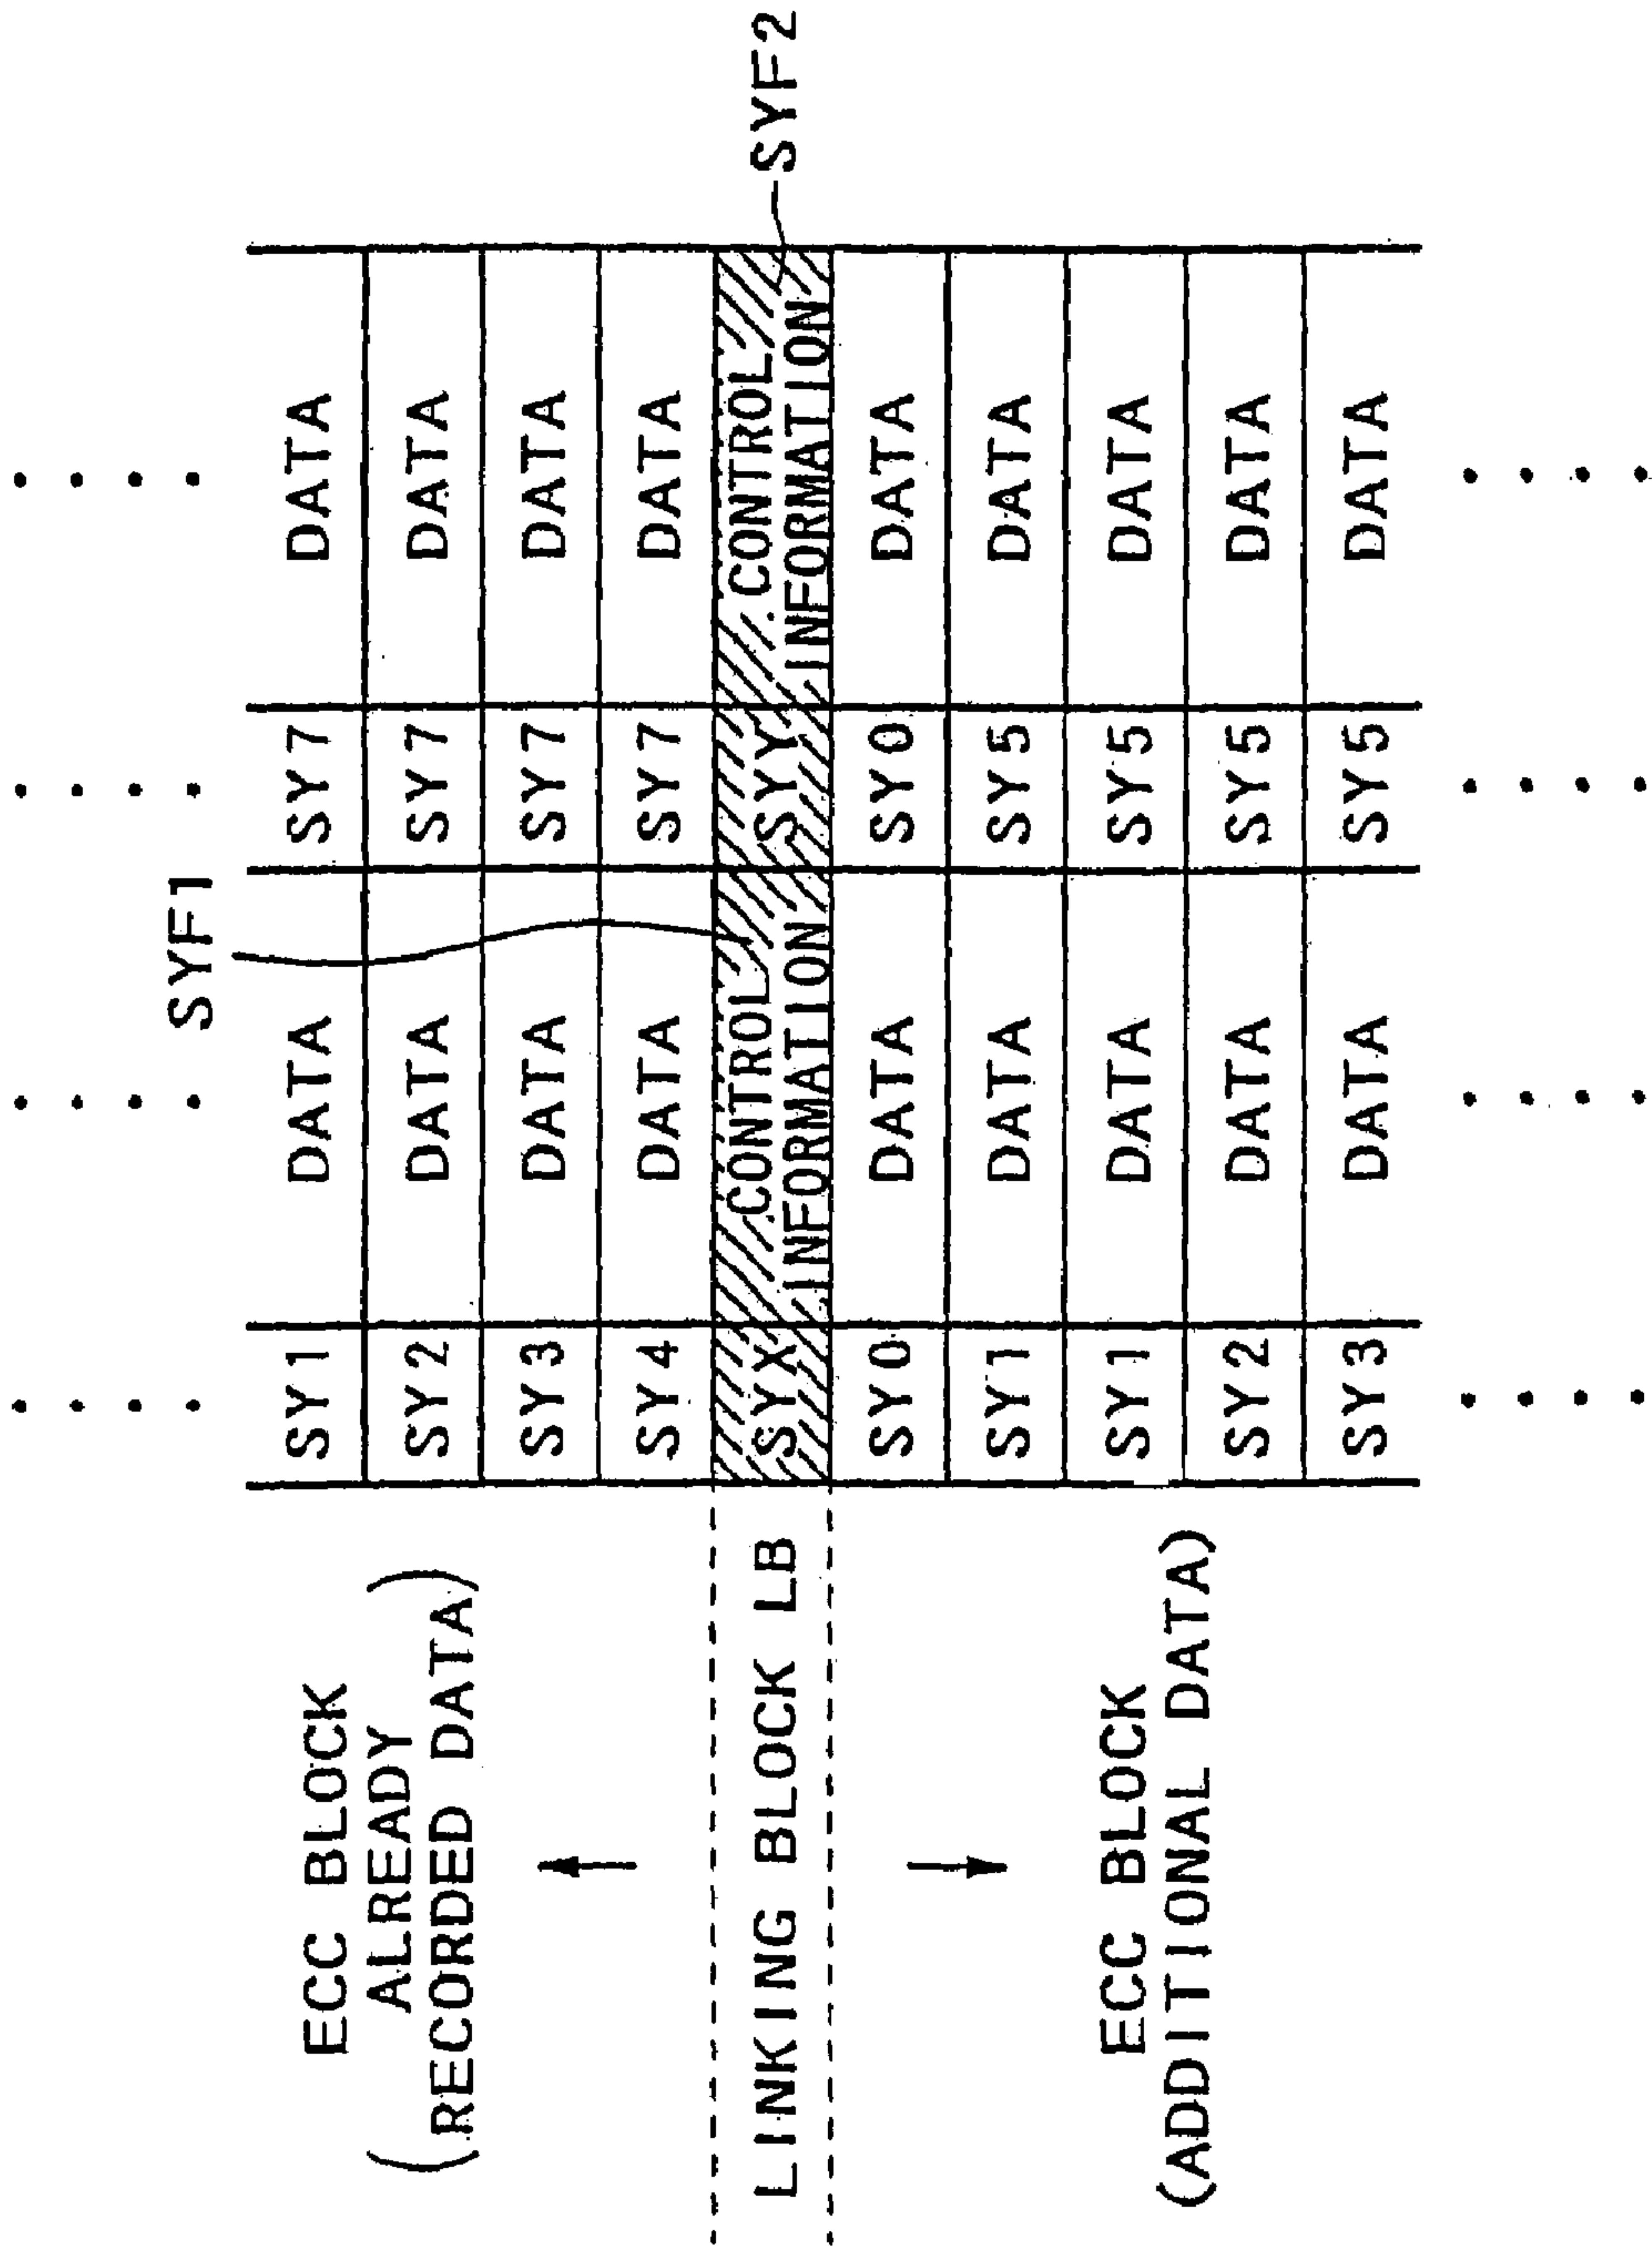 SYF1
SY1 DATA SY7 DATA
ECC BLOCK
ALREADY
(RECORDED DATA)
SY2 DATA SY7 DATA
SY3 DATA SY7 DATA
SY4 DATA SY7 DATA
LINKING BLOCK LB
SYX CONTROL INFORMATION SYY CONTROL INFORMATION
SYF2
SY0 DATA SY0 DATA
SY1 DATA SY5 DATA
ECC BLOCK
(ADDITIONAL DATA)
SY1 DATA SY5 DATA
SY2 DATA SY5 DATA
SY3 DATA SY5 DATA